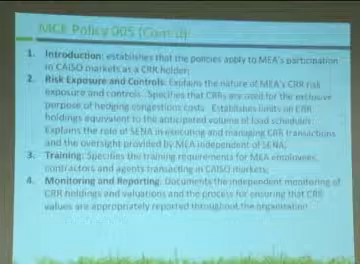 MCE Policy 005 (Con't):
1. Introduction: establishes that the policies apply to MEA's participation
in CAISO markets as a CRR holder;
2. Risk Exposure and Controls: Explains the nature of MEA's CRR risk
exposure and controls. Specifies that CRRs are used for the exclusive
purpose of hedging congestions costs. Establishes limits on CRR
holdings equivalent to the anticipated volume of load schedules.
Explains the role of SENA in executing and managing CRR transactions
and the oversight provided by MEA independent of SENA;
3. Training: Specifies the training requirements for MEA employees,
contractors and agents transacting in CAISO markets;
4. Monitoring and Reporting: Documents the independent monitoring of
CRR holdings and valuations and the process for ensuring that CRR
values are appropriately reported throughout the organization.